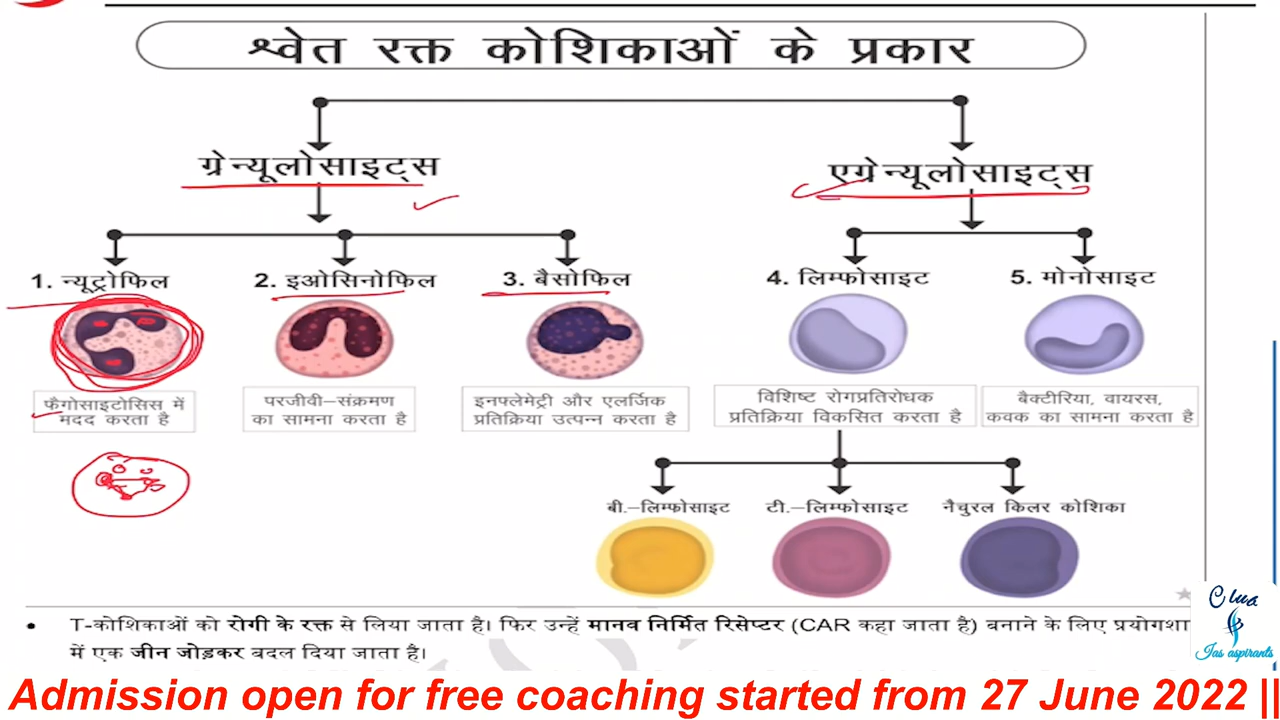 श्वेत रक्त कोशिकाओं के प्रकार
ग्रेन्यूलोसाइट्स
एग्रेन्यूलोसाइट्स
1. न्यूट्रोफिल
2. इओसिनोफिल
3. बैसोफिल
4. लिम्फोसाइट
5. मोनोसाइट
फैगोसाइटोसिस में
मदद करता है
परजीवी–संक्रमण
का सामना करता है
इनफ्लेमेट्री और एलर्जिक
प्रतिक्रिया उत्पन्न करता है
विशिष्ट रोगप्रतिरोधक
प्रतिक्रिया विकसित करता है
बैक्टीरिया, वायरस,
कवक का सामना करता है
बी.–लिम्फोसाइट
टी.–लिम्फोसाइट
नैचुरल किलर कोशिका
• T-कोशिकाओं को रोगी के रक्त से लिया जाता है। फिर उन्हें मानव निर्मित रिसेप्टर (CAR कहा जाता है) बनाने के लिए प्रयोगशा
में एक जीन जोड़कर बदल दिया जाता है।
Ias aspirants
Admission open for free coaching started from 27 June 2022 ||